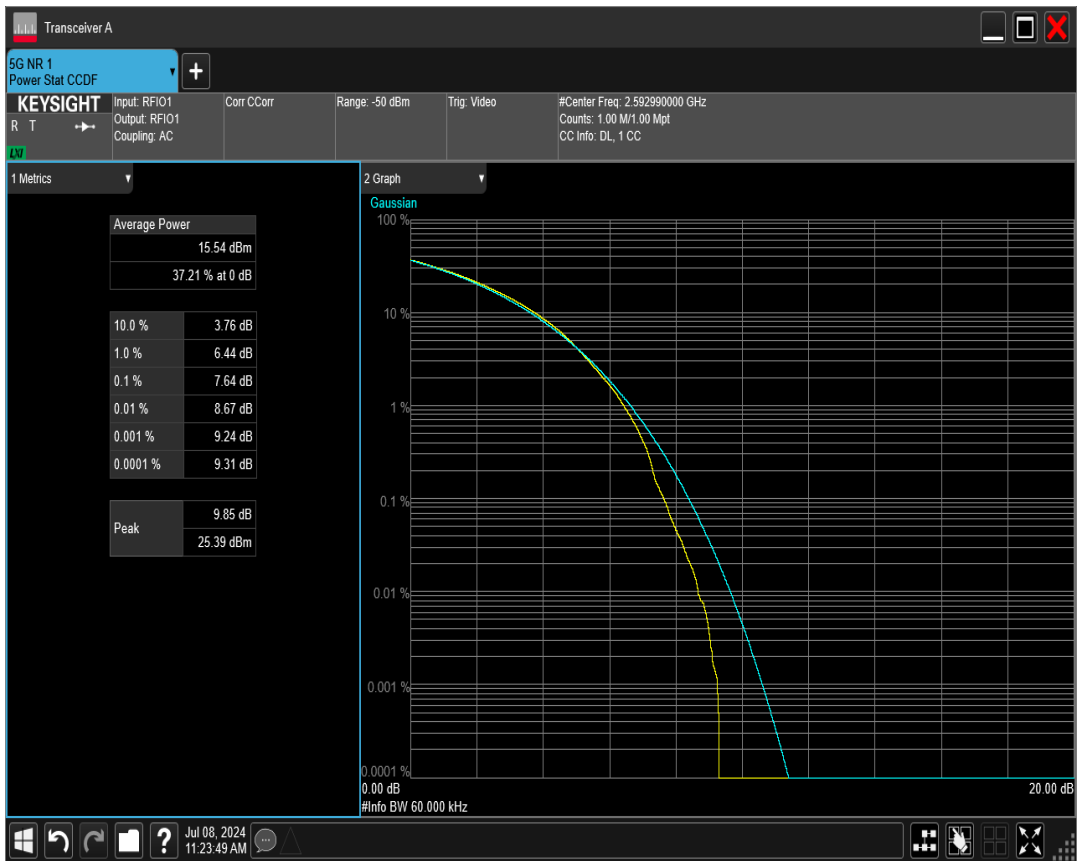 Transceiver A
5G NR 1
Power Stat CCDF
+
KEYSIGHT
R T
LXI
Input: RFIO1
Output: RFIO1
Coupling: AC
Corr CCorr
Range: -50 dBm
Trig: Video
#Center Freq: 2.592990000 GHz
Counts: 1.00 M/1.00 Mpt
CC Info: DL, 1 CC
1 Metrics
Average Power
15.54 dBm
37.21 % at 0 dB
10.0 % 3.76 dB
1.0 % 6.44 dB
0.1 % 7.64 dB
0.01 % 8.67 dB
0.001 % 9.24 dB
0.0001 % 9.31 dB
Peak
9.85 dB
25.39 dBm
2 Graph
Gaussian
100 %
10 %
1 %
0.1 %
0.01 %
0.001 %
0.0001 %
0.00 dB 20.00 dB
#Info BW 60.000 kHz
?
Jul 08, 2024
11:23:49 AM